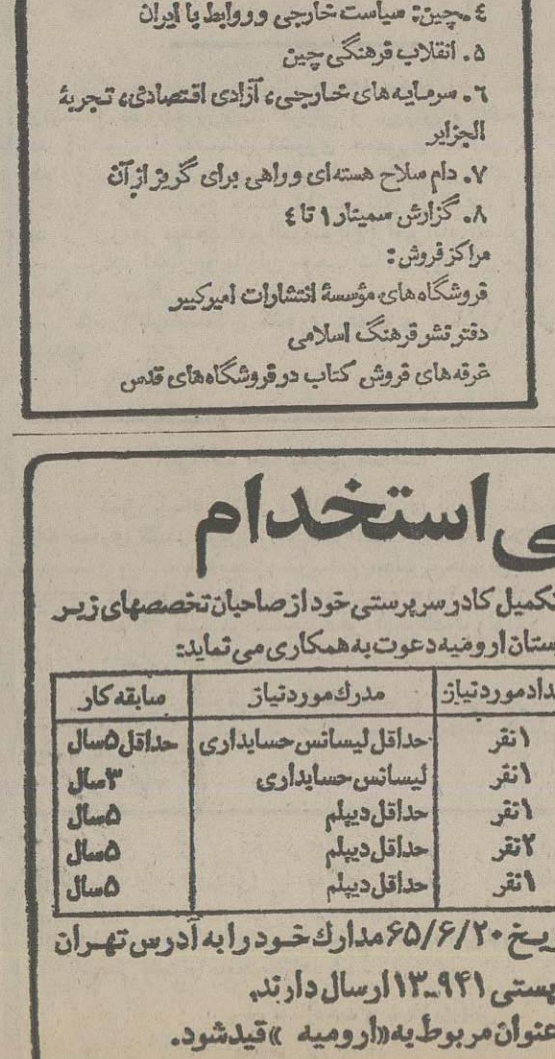 ۴. چین: سیاست خارجی و روابط با ایران
۵. انقلاب فرهنگی چین
۶. سرمایه‌های خارجی، آزادی اقتصادی، تجربهٔ
الجزایر
۷. دام سلاح هسته‌ای و راهی برای گریز از آن
۸. گزارش سمینار ۱ تا ۴
مراکز فروش:
فروشگاه‌های مؤسسهٔ انتشارات امیرکبیر
دفتر نشر فرهنگ اسلامی
غرفه‌های فروش کتاب در فروشگاه‌های قدس
ی استخدام
تکمیل کادر سرپرستی خود از صاحبان تخصصهای زیر
ستان ارومیه دعوت به همکاری می نماید:
داد مورد نیاز مدرك مورد نیاز سابقه کار
۱ نفر حداقل لیسانس حسابداری حداقل ۵ سال
۱ نفر لیسانس حسابداری ۳ سال
۱ نفر حداقل دیپلم ۵ سال
۲ نفر حداقل دیپلم ۵ سال
۱ نفر حداقل دیپلم ۵ سال
ریخ ۶۵/۶/۲۰ مدارك خود را به آدرس تهران
پستی ۹۴۱-۱۳ ارسال دارند.
عنوان مربوط به «ارومیه» قید شود.